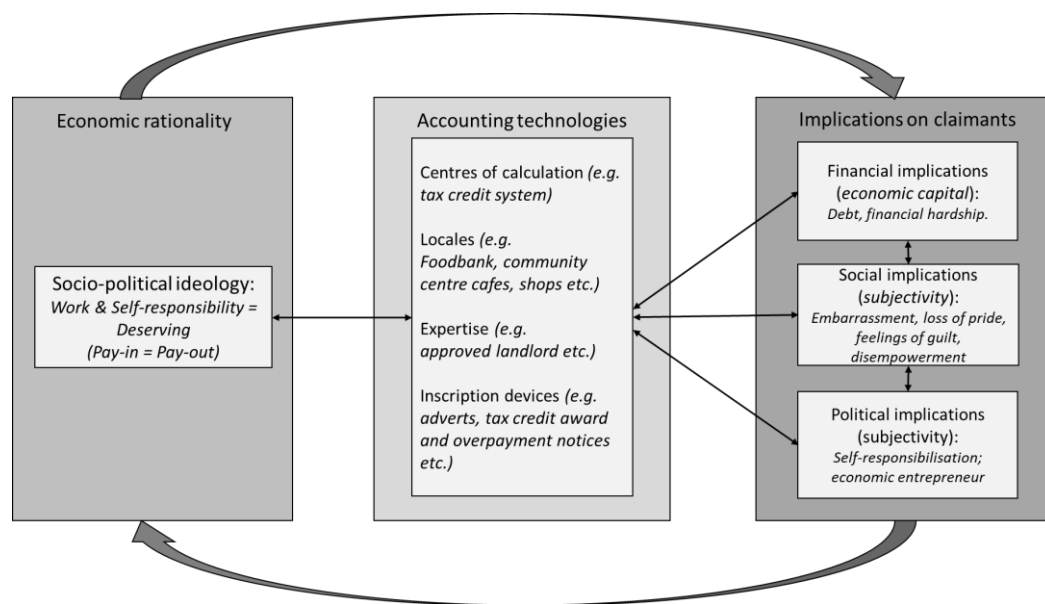 Economic rationality
Socio-political ideology:
Work & Self-responsibility =
Deserving
(Pay-in = Pay-out)
Accounting technologies
Centres of calculation (e.g.
tax credit system)
Locales (e.g.
Foodbank, community
centre cafes, shops etc.)
Expertise (e.g.
approved landlord etc.)
Inscription devices (e.g.
adverts, tax credit award
and overpayment notices
etc.)
Implications on claimants
Financial implications
(economic capital):
Debt, financial hardship.
Social implications
(subjectivity):
Embarrassment, loss of pride,
feelings of guilt,
disempowerment
Political implications
(subjectivity):
Self-responsibilisation;
economic entrepreneur